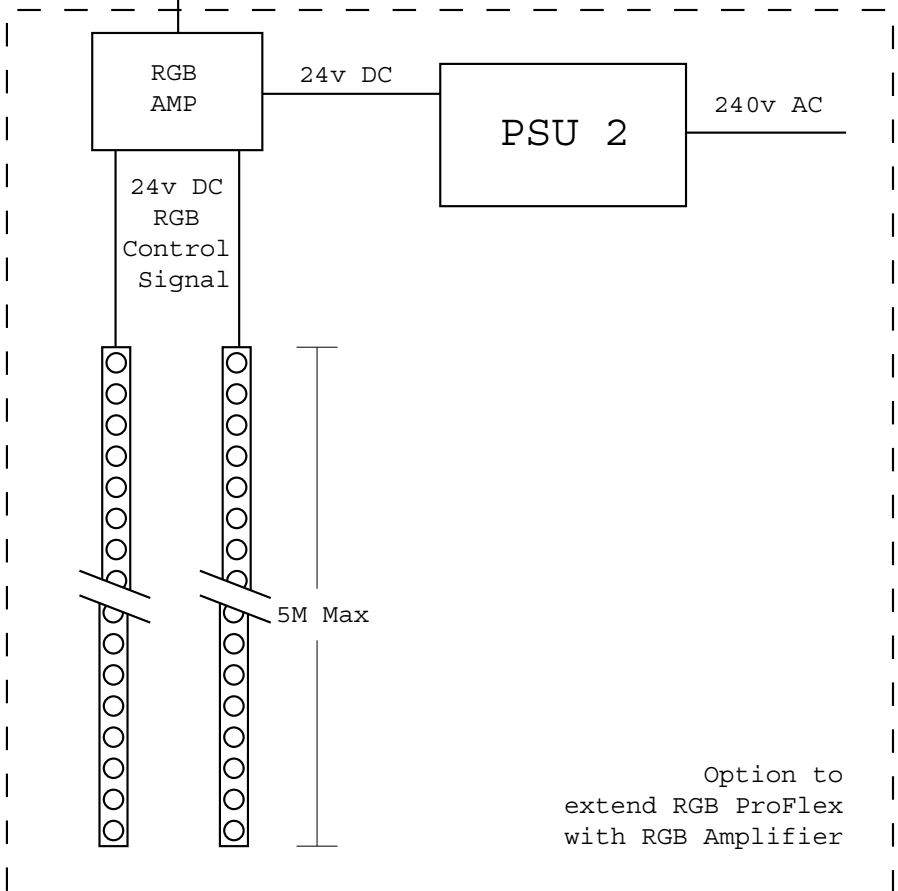 RGB
AMP
24v DC
PSU 2
240v AC
24v DC
RGB
Control
Signal
5M Max
Option to
extend RGB ProFlex
with RGB Amplifier